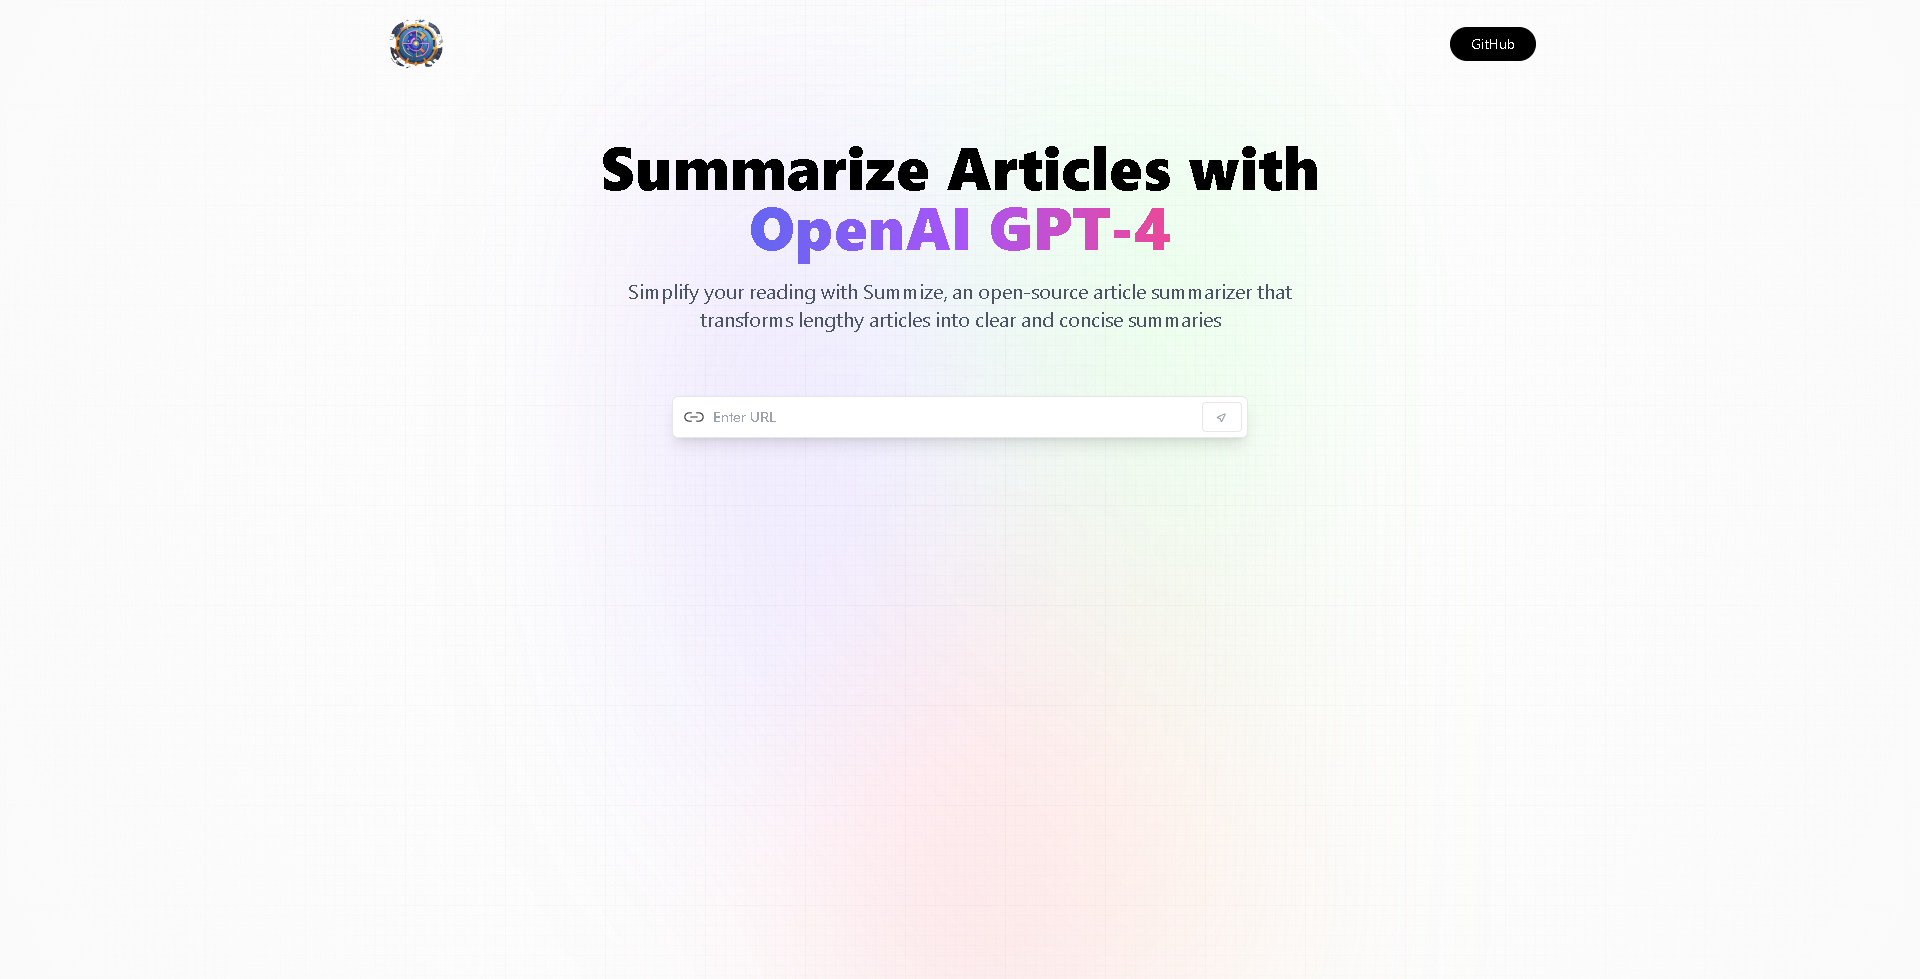 GitHub
Summarize Articles with
OpenAI GPT-4
Simplify your reading with Summize, an open-source article summarizer that
transforms lengthy articles into clear and concise summaries
Enter URL